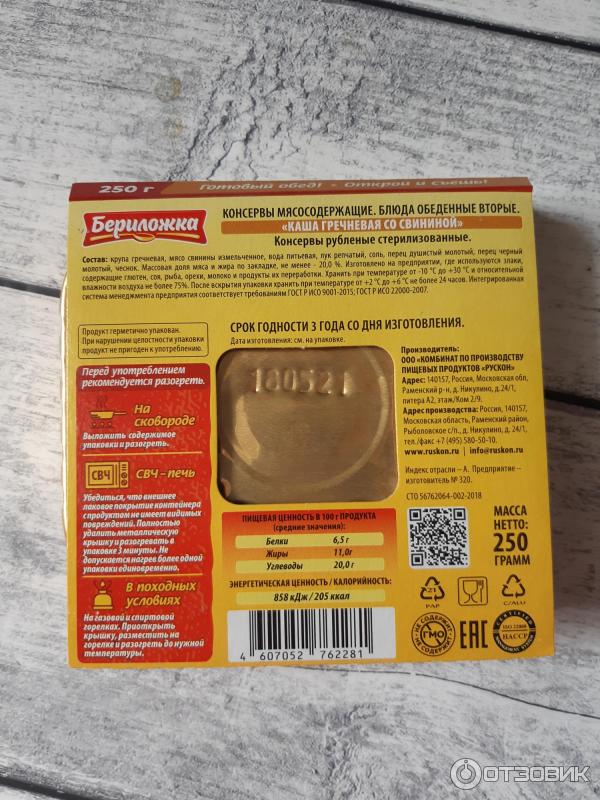 250 г Готовый обед! - Открой и съешь!
Бериложка
КОНСЕРВЫ МЯСОСОДЕРЖАЩИЕ. БЛЮДА ОБЕДЕННЫЕ ВТОРЫЕ.
«КАША ГРЕЧНЕВАЯ СО СВИНИНОЙ»
Консервы рубленые стерилизованные.
Состав: крупа гречневая, мясо свинины измельченное, вода питьевая, лук репчатый, соль, перец душистый молотый, перец черный
молотый, чеснок. Массовая доля мяса и жира по закладке, не менее - 20,0 %. Изготовлено на предприятии, где используются злаки,
содержащие глютен, соя, рыба, орехи, молоко и продукты их переработки. Хранить при температуре от -10 °С до +30 °С и относительной
влажности воздуха не более 75%. После вскрытия упаковки хранить при температуре от +2 °С до +6 °С не более 24 часов. Интегрированная
система менеджмента предприятия соответствует требованиям ГОСТ Р ИСО 9001-2015; ГОСТ Р ИСО 22000-2007.
Продукт герметично упакован.
При нарушении целостности упаковки
продукт не пригоден к употреблению.
СРОК ГОДНОСТИ 3 ГОДА СО ДНЯ ИЗГОТОВЛЕНИЯ.
Дата изготовления: см. на упаковке.
180521
Перед употреблением
рекомендуется разогреть.
На
сковороде
Выложить содержимое
упаковки и разогреть.
СВЧ
СВЧ-печь
Убедиться, что внешнее
лаковое покрытие контейнера
с продуктом не имеет видимых
повреждений. Полностью
удалить металлическую
крышку и разогревать в
упаковке 3 минуты. Не
допускается нагрев более одной
упаковки единовременно.
В походных
условиях
На газовой и спиртовой
горелках. Приоткрыть
крышку, разместить на
горелке и разогреть до нужной
температуры.
ПИЩЕВАЯ ЦЕННОСТЬ В 100 г ПРОДУКТА
(средние значения):
Белки 6,5 г
Жиры 11,0г
Углеводы 20,0 г
ЭНЕРГЕТИЧЕСКАЯ ЦЕННОСТЬ / КАЛОРИЙНОСТЬ:
858 кДж / 205 ккал
4 607052 762281
Производитель:
ООО «КОМБИНАТ ПО ПРОИЗВОДСТВУ
ПИЩЕВЫХ ПРОДУКТОВ «РУСКОН»
Адрес: 140157, Россия, Московская обл,
Раменский р-н, д. Никулино, д. 24/1,
литера А2, этаж/Ком 2/9.
Адрес производства: Россия, 140157,
Московская область, Раменский район,
Рыболовское с/п., д. Никулино, д. 24/1,
тел./факс +7 (495) 580-50-10.
www.ruskon.ru | info@ruskon.ru
Индекс отрасли – А. Предприятие –
изготовитель № 320.
СТО 56762064-002-2018
МАССА
НЕТТО:
250
ГРАММ
21
PAP
C/ALU
НЕ СОДЕРЖИТ
ГМО
НЕ СОДЕРЖИТ
EAC
CERTIFIED
ISO 22000
HACCP
ОТЗОВИК